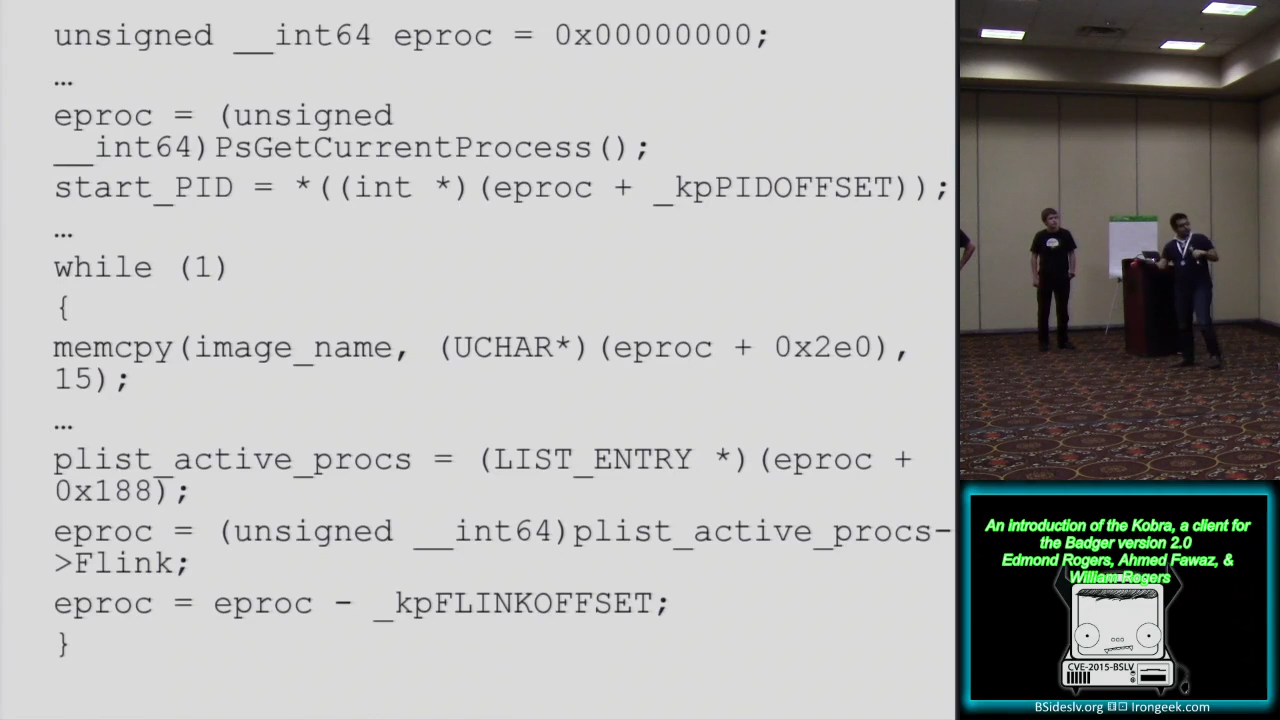 unsigned __int64 eproc = 0x00000000;
…
eproc = (unsigned
__int64)PsGetCurrentProcess();
start_PID = *((int *)(eproc + _kpPIDOFFSET));
…
while (1)
{
memcpy(image_name, (UCHAR*)(eproc + 0x2e0),
15);
…
plist_active_procs = (LIST_ENTRY *)(eproc +
0x188);
eproc = (unsigned __int64)plist_active_procs-
>Flink;
eproc = eproc - _kpFLINKOFFSET;
}
An introduction of the Kobra, a client for
the Badger version 2.0
Edmond Rogers, Ahmed Fawaz, &
William Rogers
CVE-2015-BSLV
BSideslv.org Irongeek.com